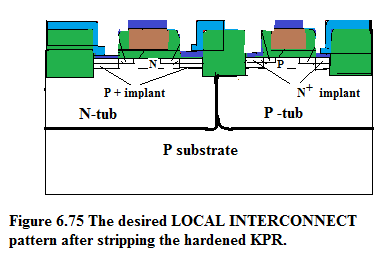 N P
P + implant N+ implant
N-tub P -tub
P substrate
Figure 6.75 The desired LOCAL INTERCONNECT
pattern after stripping the hardened KPR.